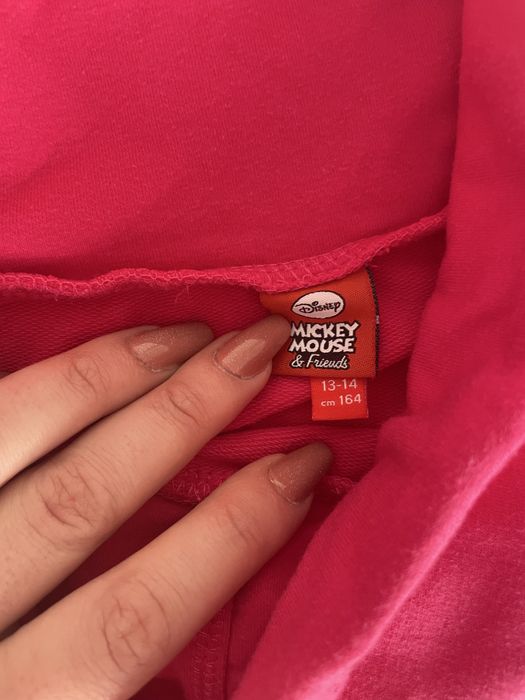 Disney
MICKEY
MOUSE
& Friends
13-14
cm 164